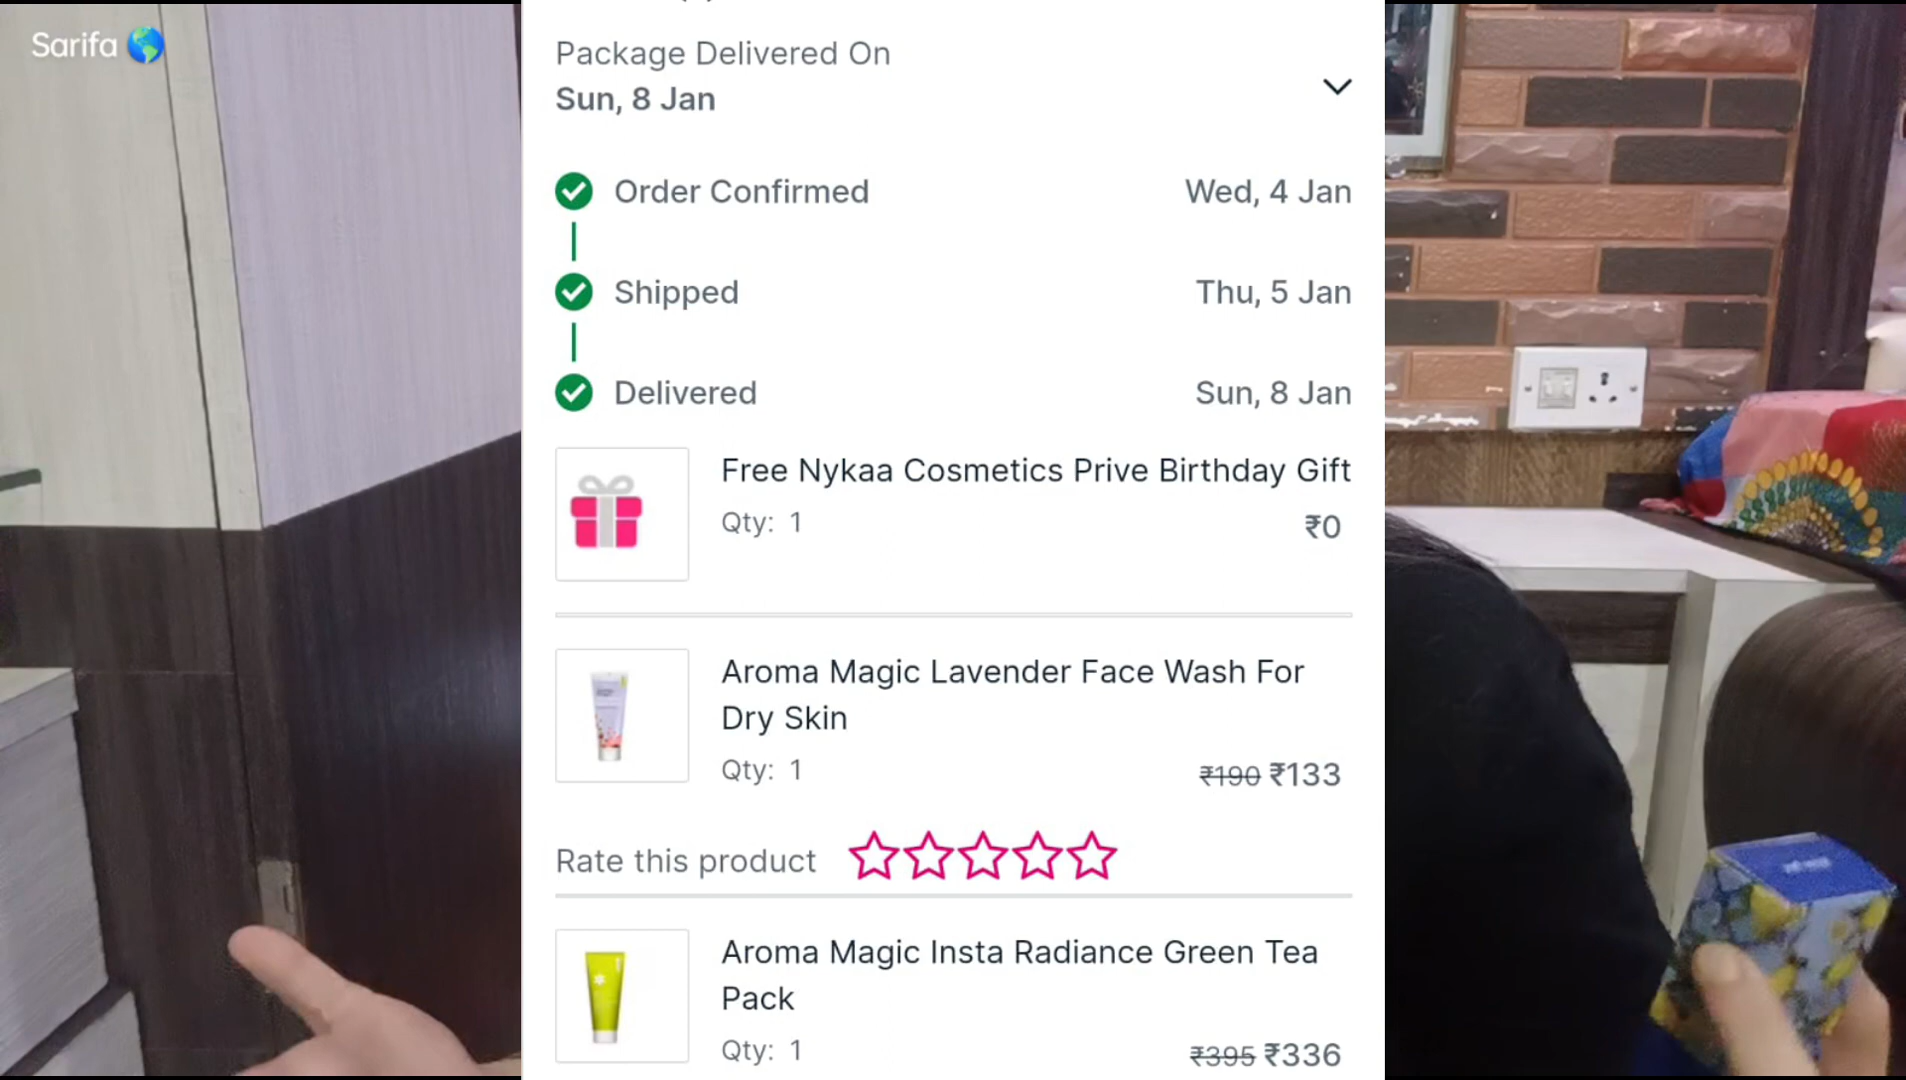 Sarifa
Package Delivered On
Sun, 8 Jan
Order Confirmed Wed, 4 Jan
Shipped Thu, 5 Jan
Delivered Sun, 8 Jan
Free Nykaa Cosmetics Prive Birthday Gift
Qty: 1 ₹0
Aroma Magic Lavender Face Wash For
Dry Skin
Qty: 1 ₹190 ₹133
Rate this product
Aroma Magic Insta Radiance Green Tea
Pack
Qty: 1 ₹395 ₹336